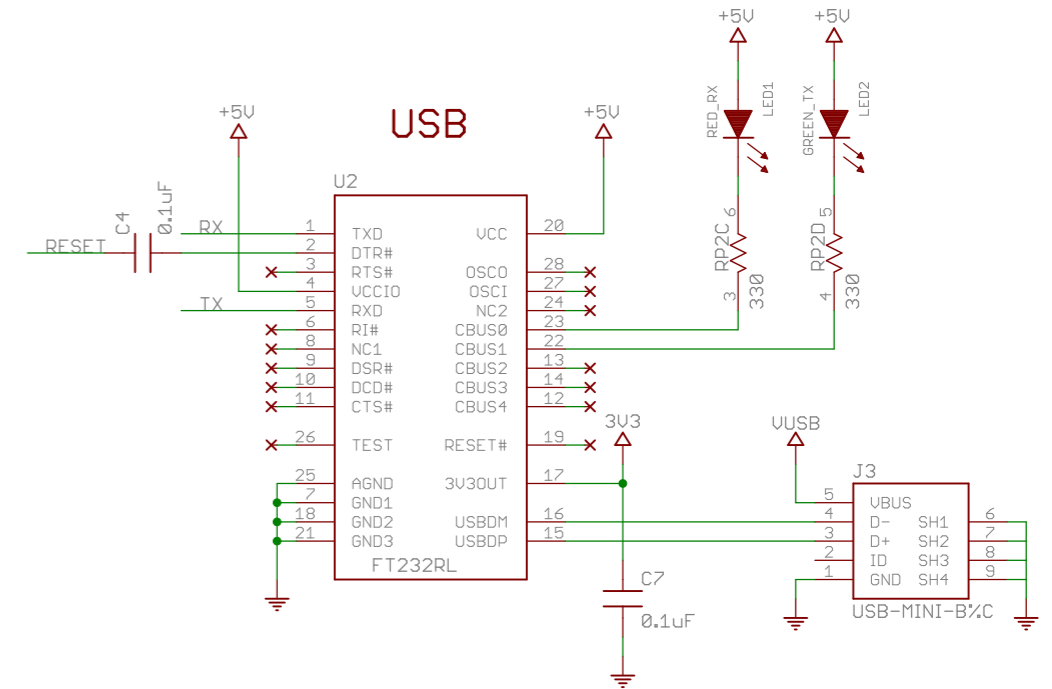 +5V +5V
RED_RX LED1 GREEN_TX LED2
+5V USB +5V
U2
C4 0.1uF
RX 1 TXD VCC 20
RESET 2 DTR#
3 RTS# OSCO 28
4 VCCIO OSCI 27
TX 5 RXD NC2 24
6 RI# CBUS0 23
8 NC1 CBUS1 22
9 DSR# CBUS2 13
10 DCD# CBUS3 14
11 CTS# CBUS4 12
26 TEST RESET# 19
25 AGND 3V3OUT 17
7 GND1
18 GND2 USBDM 16
21 GND3 USBDP 15
FT232RL
6 5
RP2C RP2D
3 330 4 330
3V3
C7
0.1uF
VUSB
J3
5 VBUS
4 D- SH1 6
3 D+ SH2 7
2 ID SH3 8
1 GND SH4 9
USB-MINI-B%C